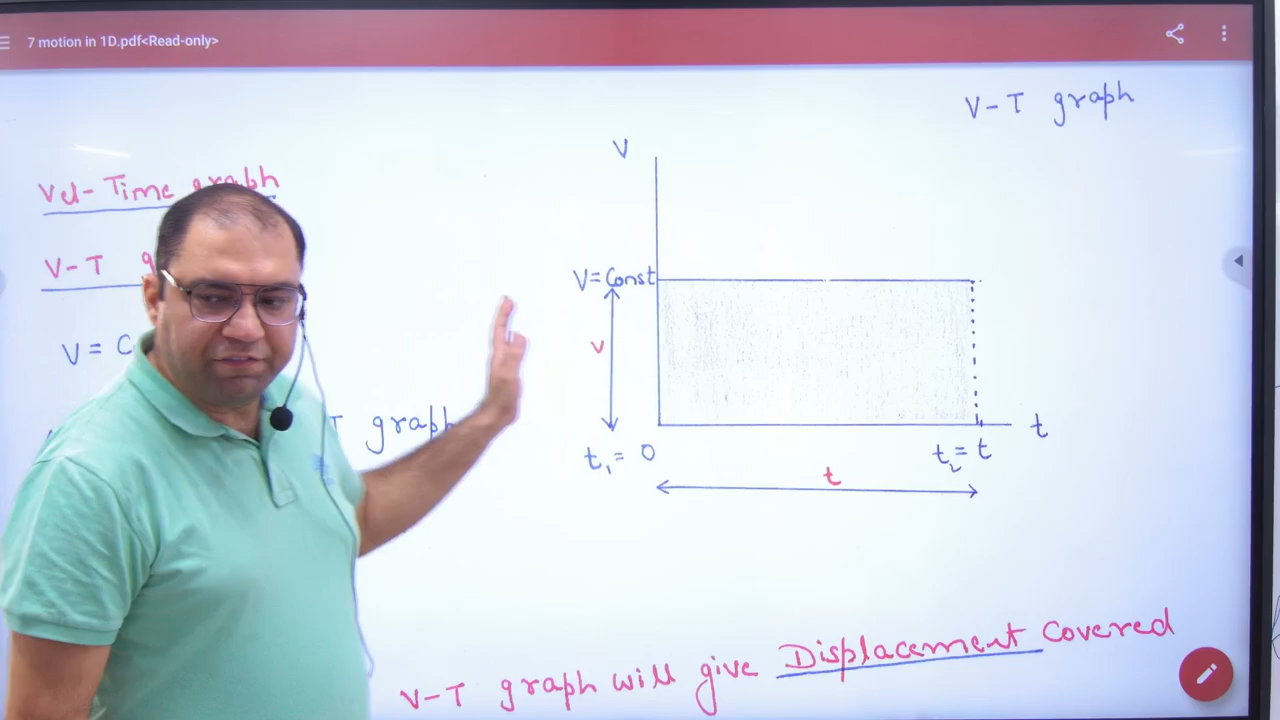 7 motion in 1D.pdf<Read-only>
V-T graph
V
Vel-Time graph
V-T
V = Const
V = C
v
T graph
t
t₁ = 0
t₂ = t
t
V-T graph will give Displacement Covered